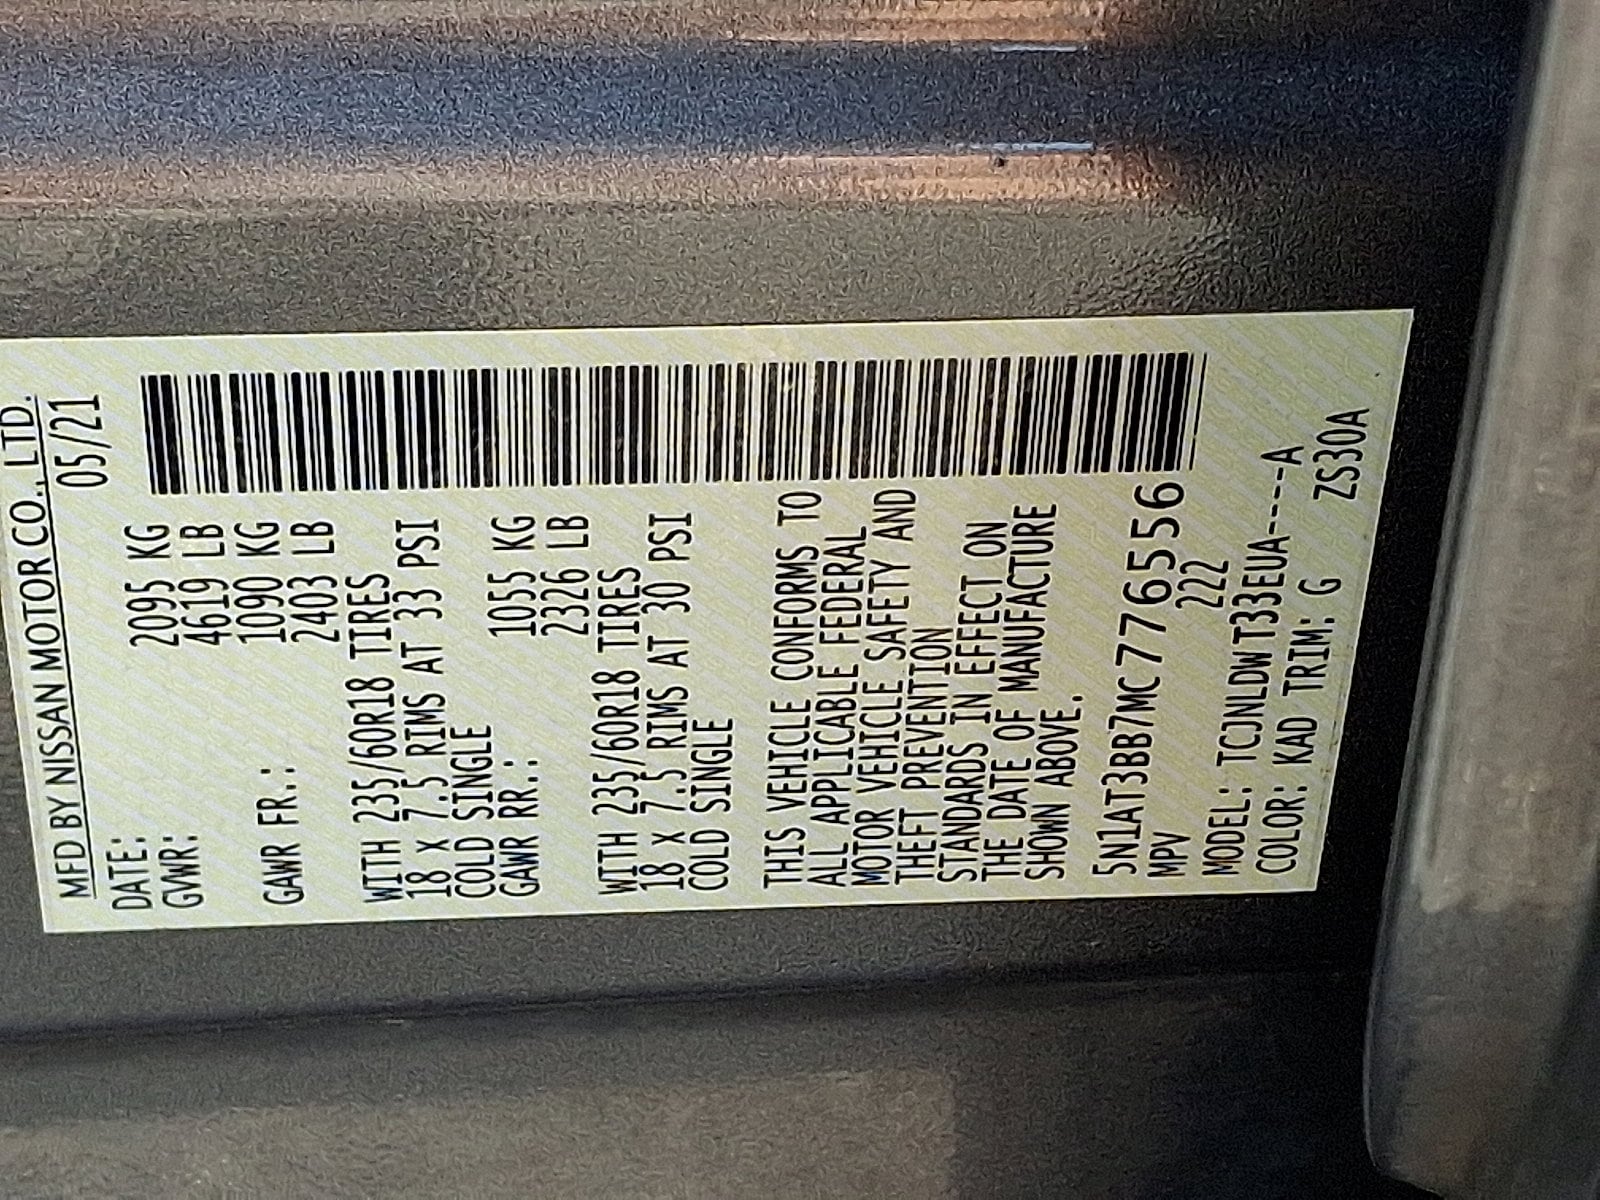 MFD BY NISSAN MOTOR CO., LTD.
DATE: 05/21
GVWR: 2095 KG
4619 LB
GAWR FR.: 1090 KG
2403 LB
WITH 235/60R18 TIRES
18 x 7.5 RIMS AT 33 PSI
COLD SINGLE
GAWR RR.: 1055 KG
2326 LB
WITH 235/60R18 TIRES
18 x 7.5 RIMS AT 30 PSI
COLD SINGLE
THIS VEHICLE CONFORMS TO
ALL APPLICABLE FEDERAL
MOTOR VEHICLE SAFETY AND
THEFT PREVENTION
STANDARDS IN EFFECT ON
THE DATE OF MANUFACTURE
SHOWN ABOVE.
5N1AT3BB7MC776556
MPV 222
MODEL: TCJNLDWT33EUA----A
COLOR: KAD TRIM: G ZS30A